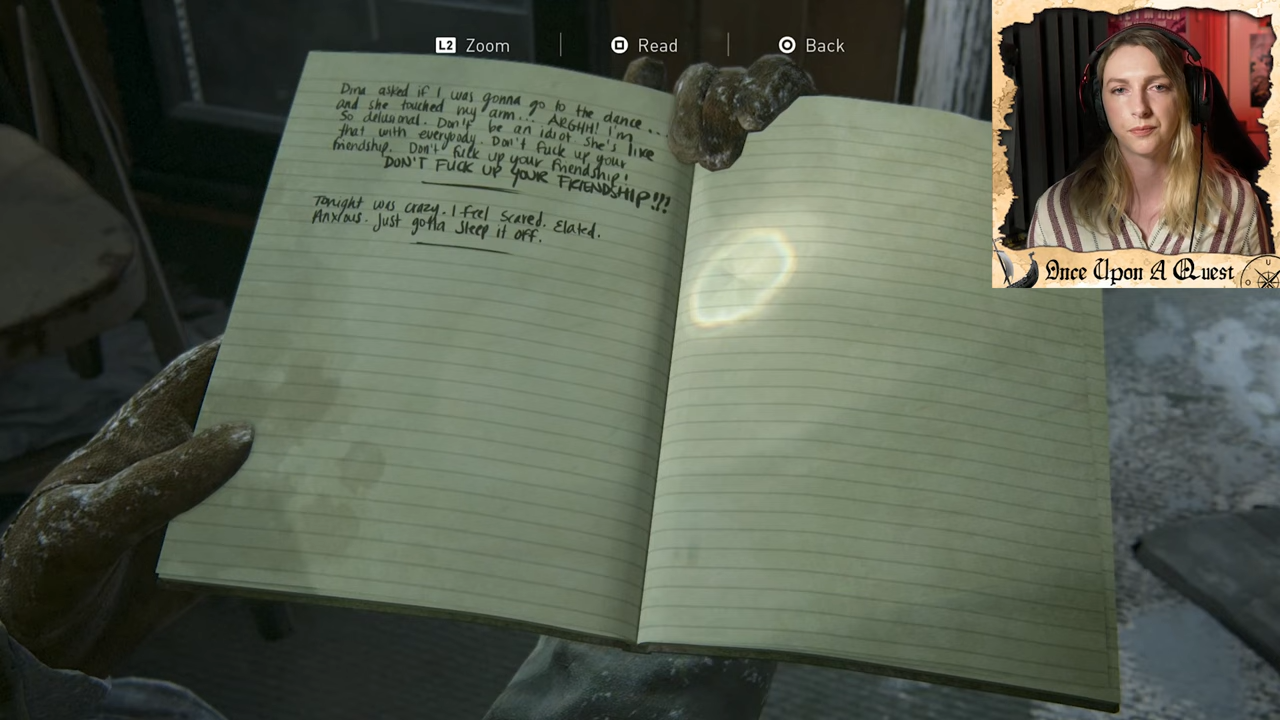 L2 Zoom
Read
Back
Dina asked if I was gonna go to the dance...
and she touched my arm... ARGHH! I'm
so delusional. Don't be an idiot. She's like
that with everybody. Don't fuck up your
friendship. Don't fuck up your friendship!
DON'T FUCK UP YOUR FRIENDSHIP!!!
Tonight was crazy. I feel scared. Elated.
Anxious. Just gotta sleep it off.
Once Upon A Quest